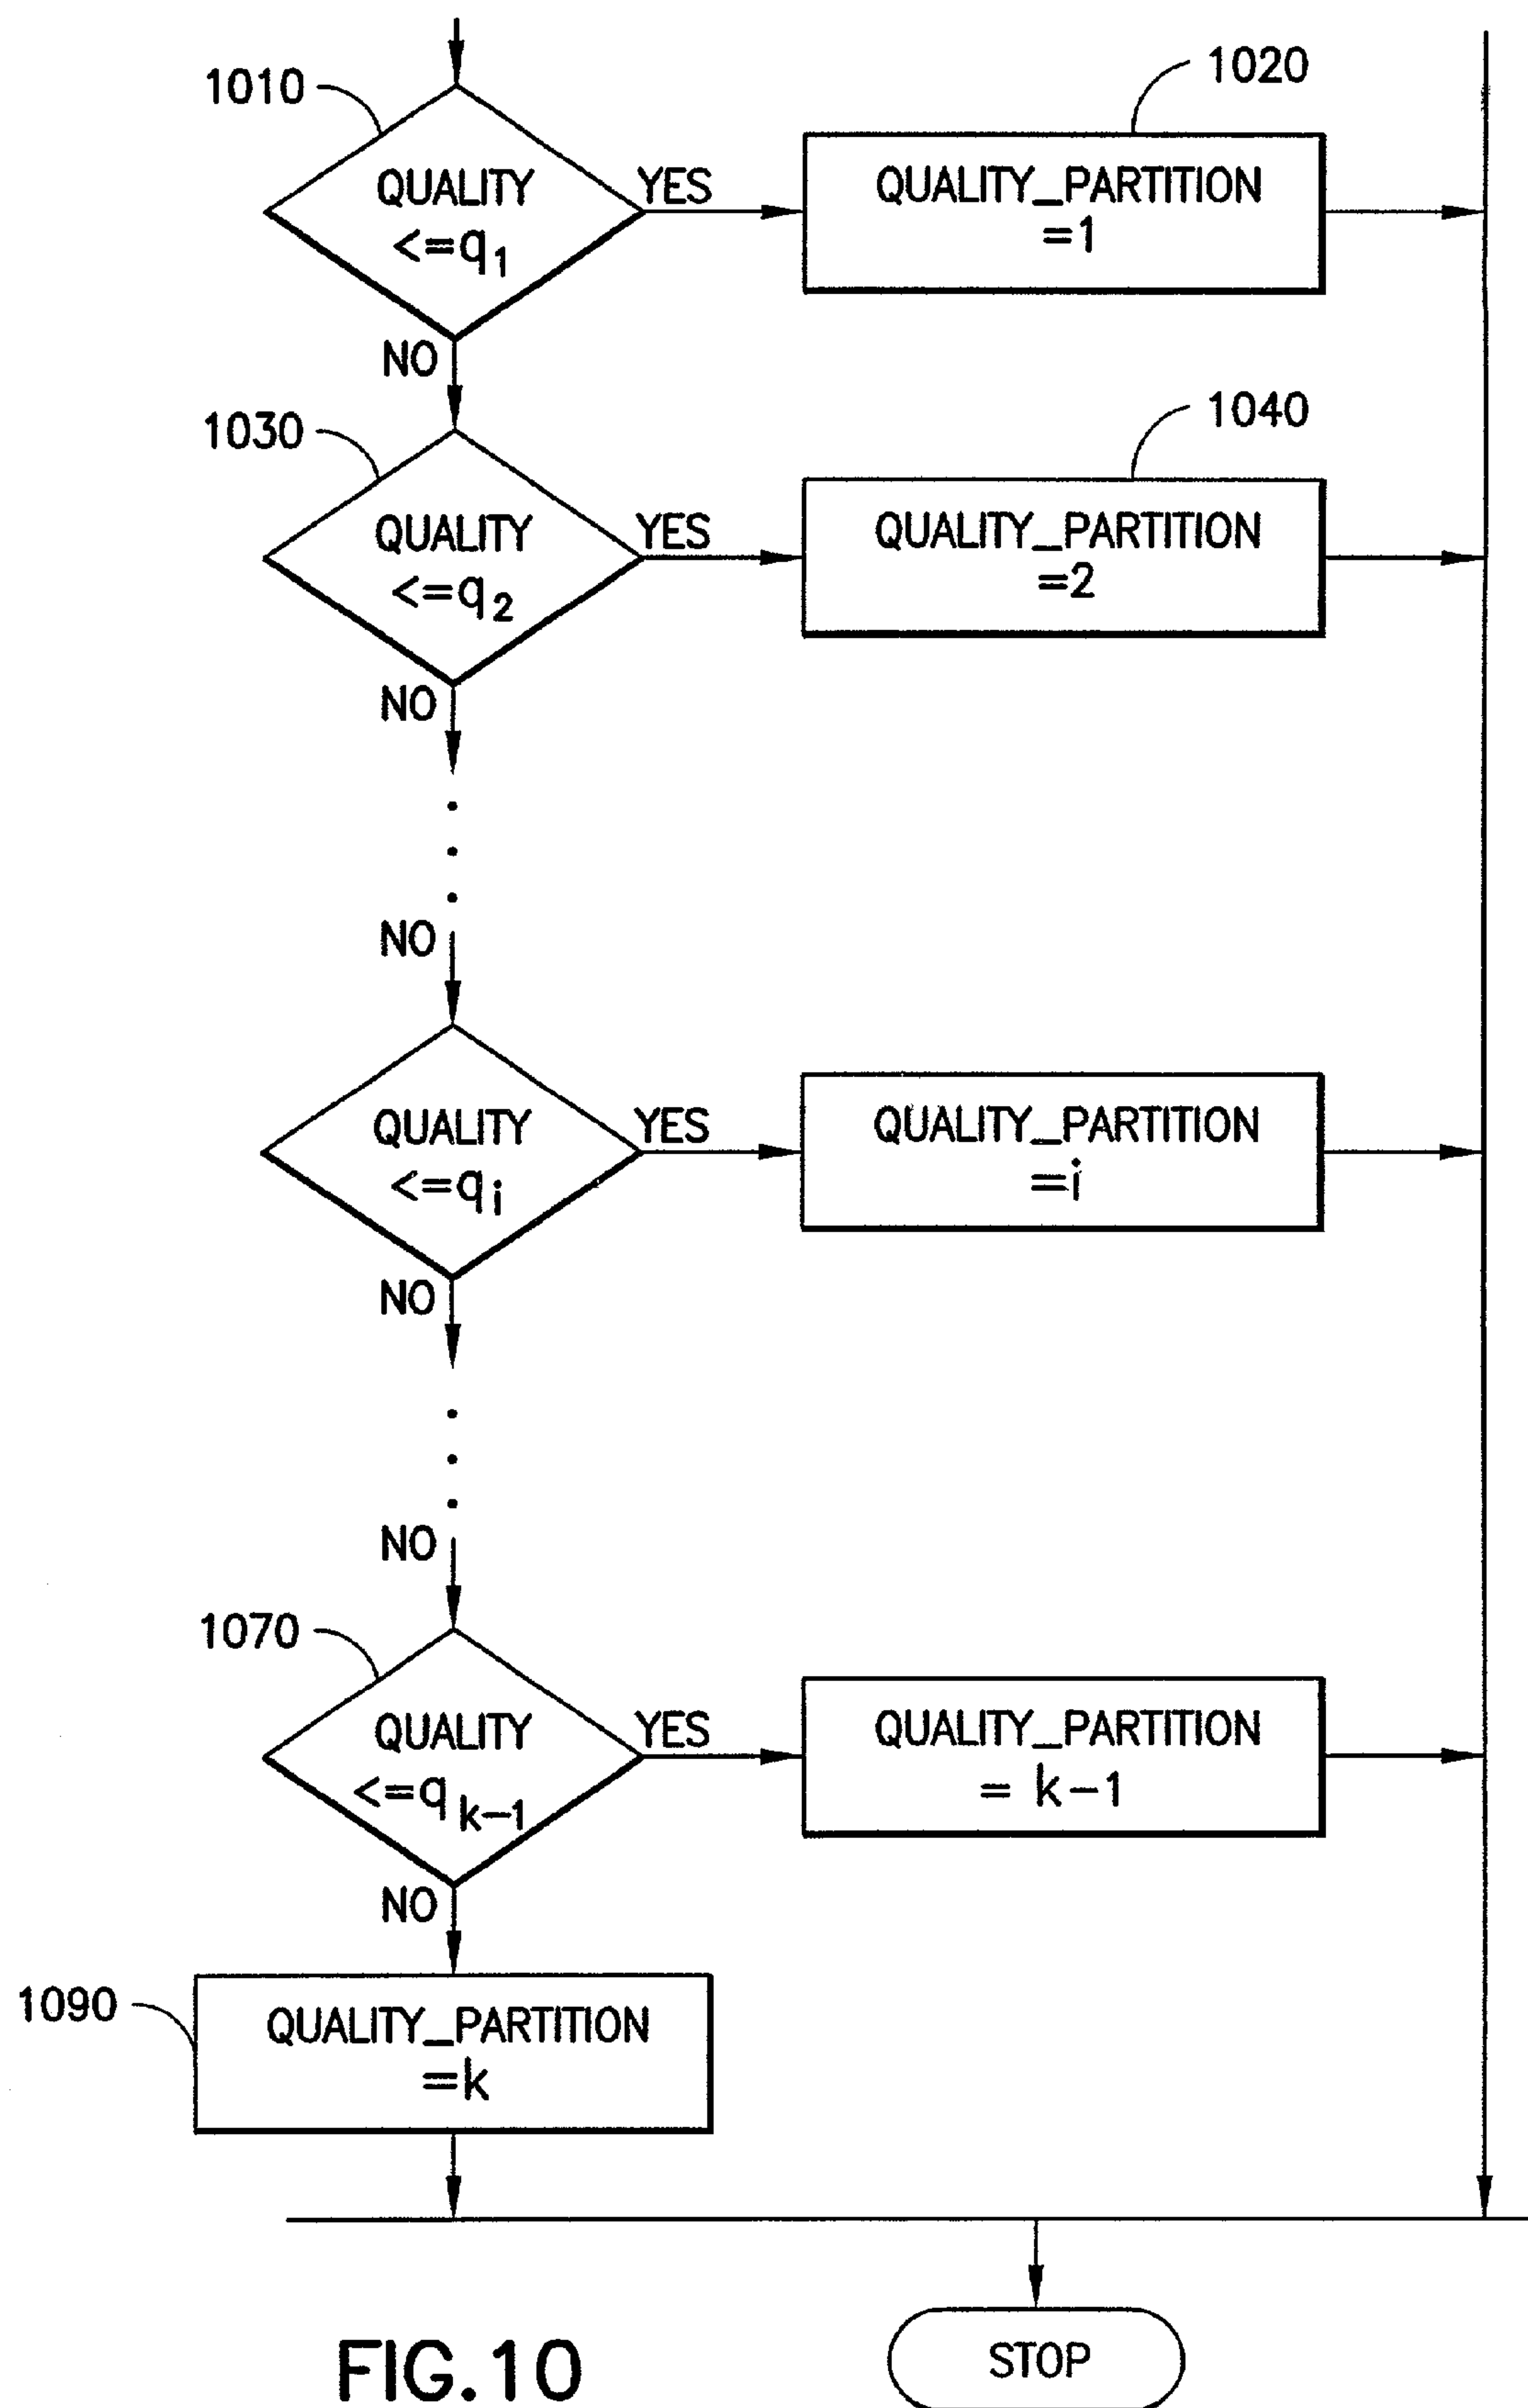 1010
1020
QUALITY
<=q1
YES
QUALITY_PARTITION
=1
NO
1030
1040
QUALITY
<=q2
YES
QUALITY_PARTITION
=2
NO
NO
QUALITY
<=qi
YES
QUALITY_PARTITION
=i
NO
NO
1070
QUALITY
<=qk-1
YES
QUALITY_PARTITION
= k-1
NO
1090
QUALITY_PARTITION
=k
STOP
FIG.10